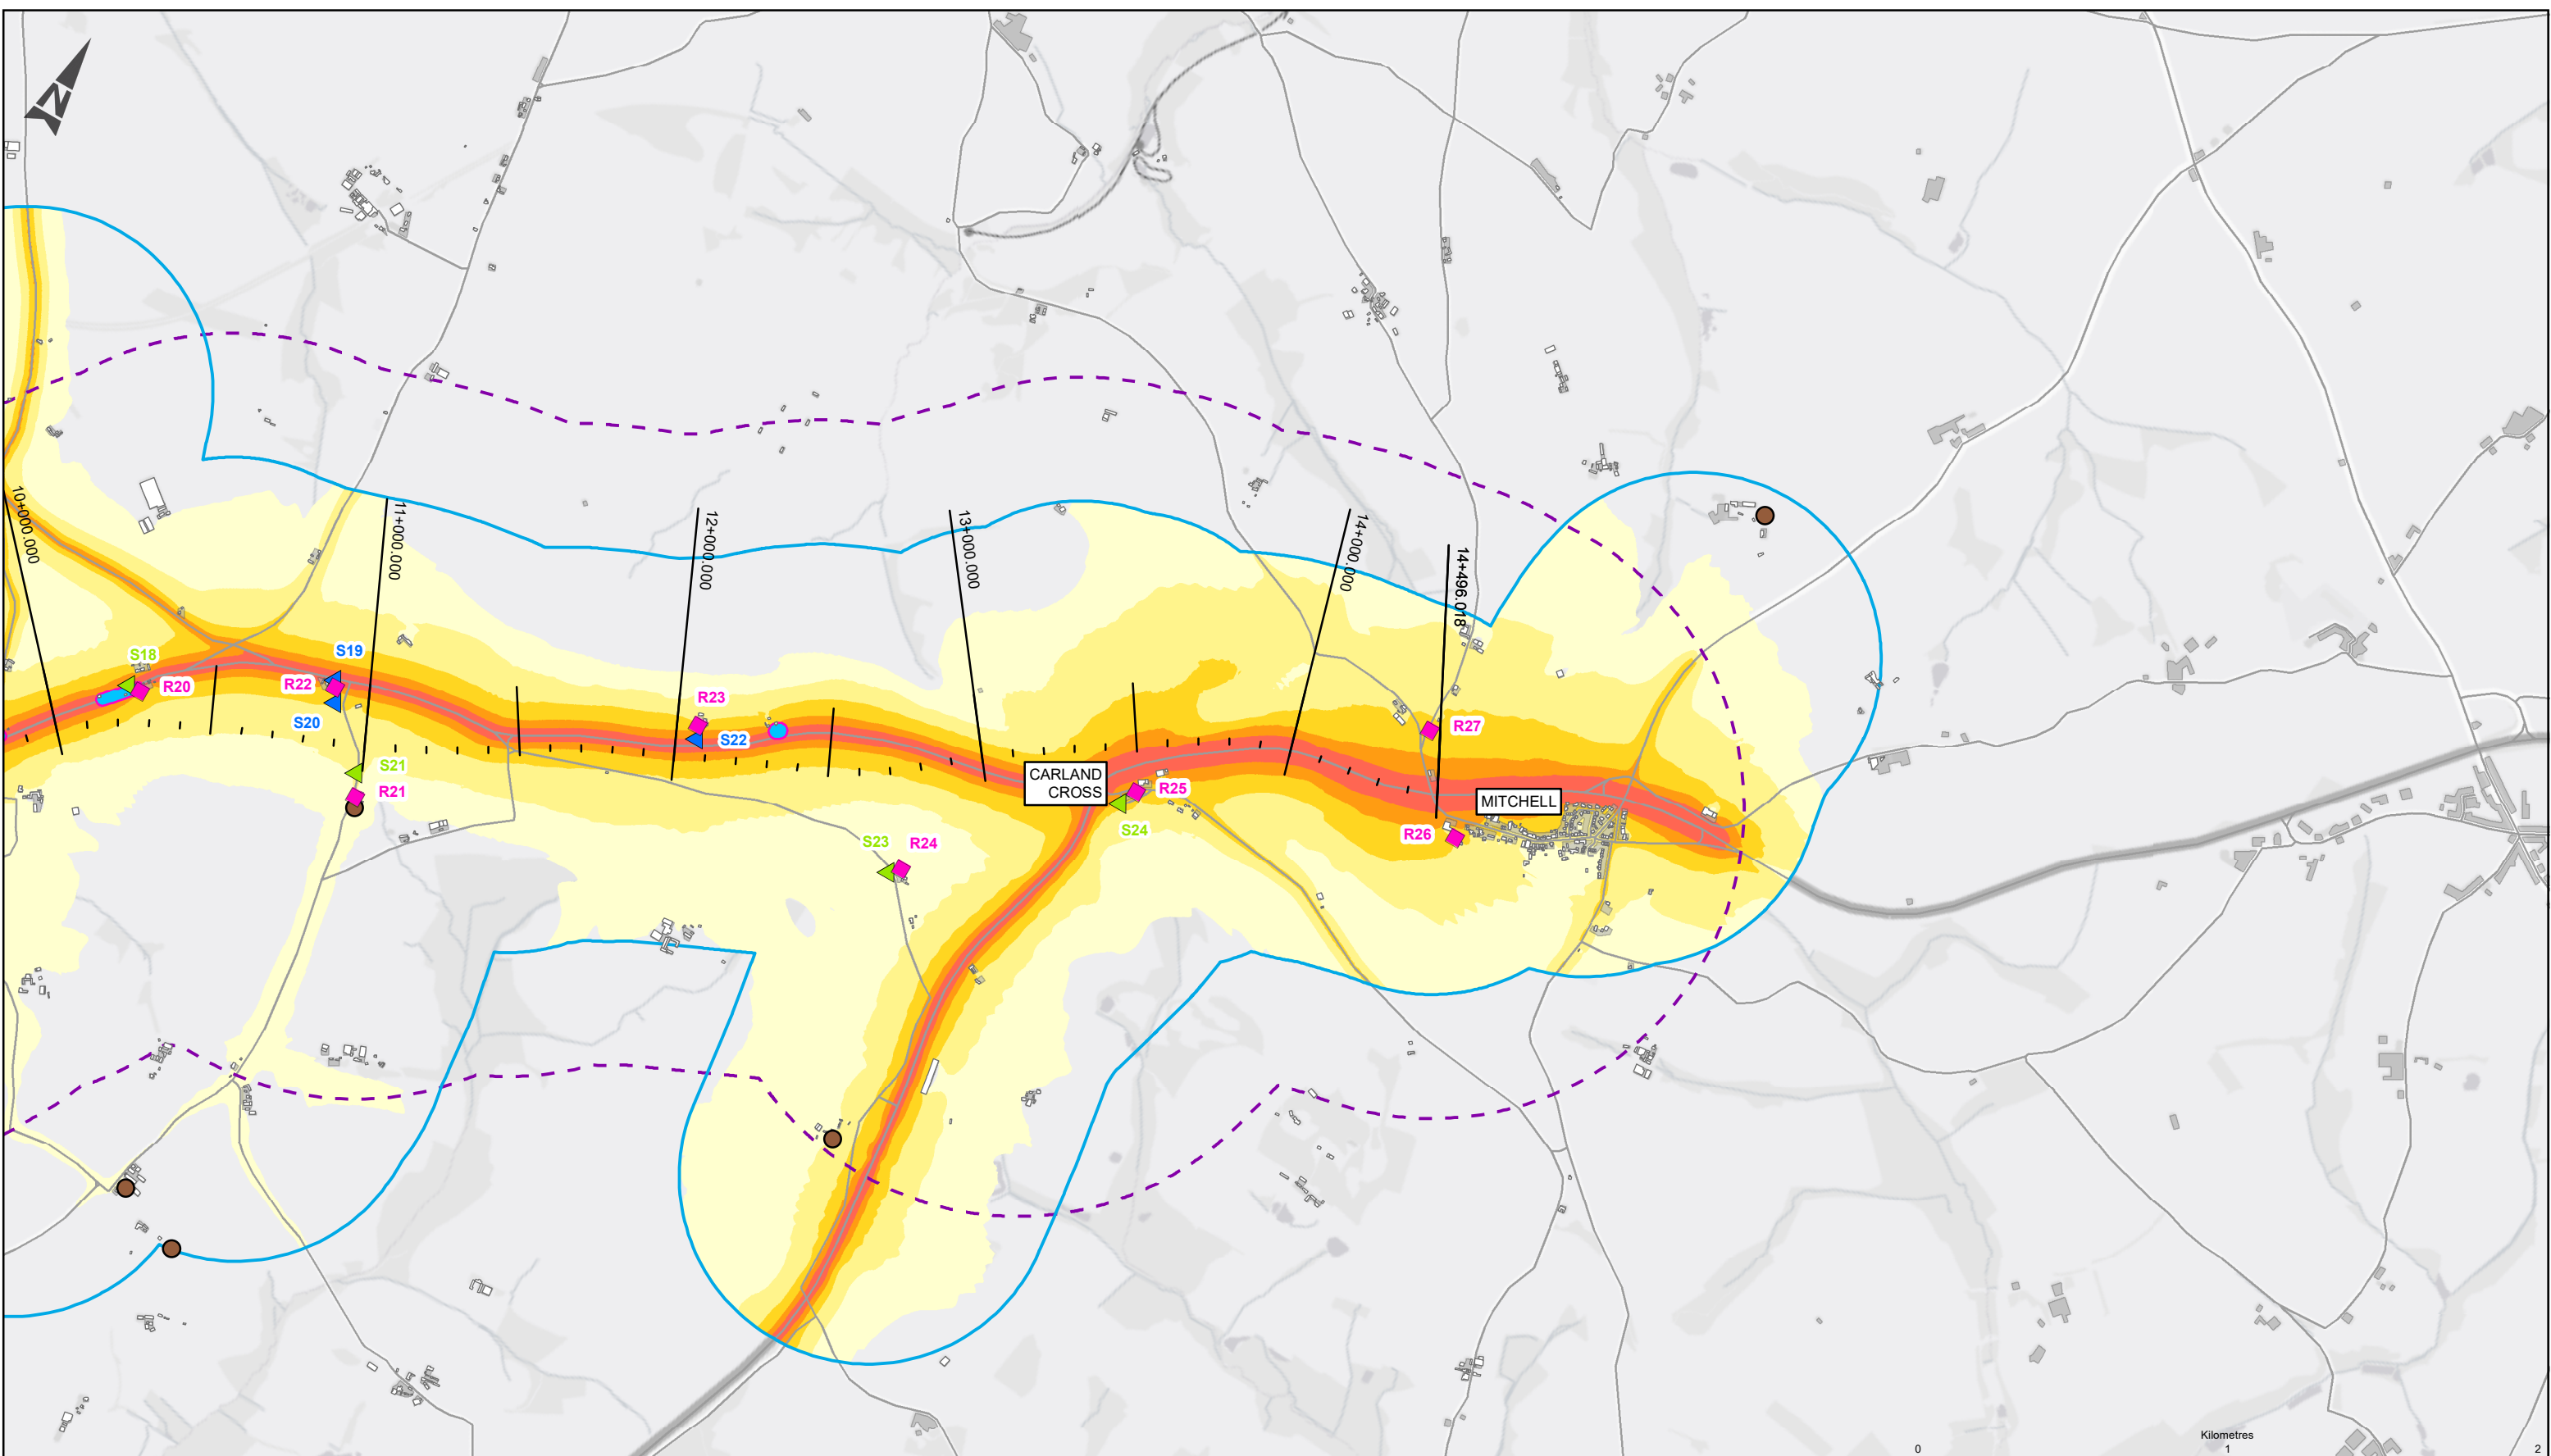 N
10+000.000
11+000.000
12+000.000
13+000.000
14+000.000
14+496.018
S18
R20
S19
R22
S20
R23
S22
S21
R21
CARLAND
CROSS
R25
S24
R27
MITCHELL
R26
S23
R24
Kilometres
0
1
2